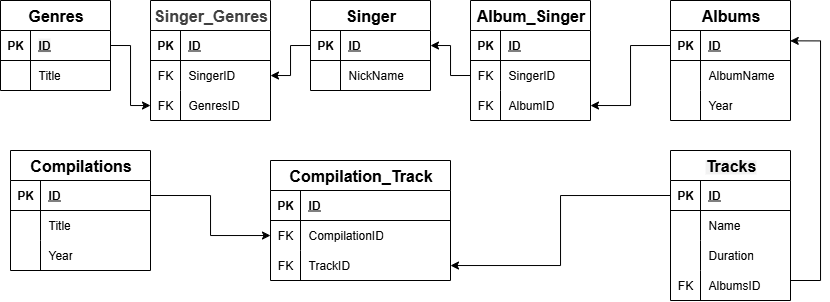 Genres
PK ID
Title
Singer_Genres
PK ID
FK SingerID
FK GenresID
Singer
PK ID
NickName
Album_Singer
PK ID
FK SingerID
FK AlbumID
Albums
PK ID
AlbumName
Year
Compilations
PK ID
Title
Year
Compilation_Track
PK ID
FK CompilationID
FK TrackID
Tracks
PK ID
Name
Duration
FK AlbumsID